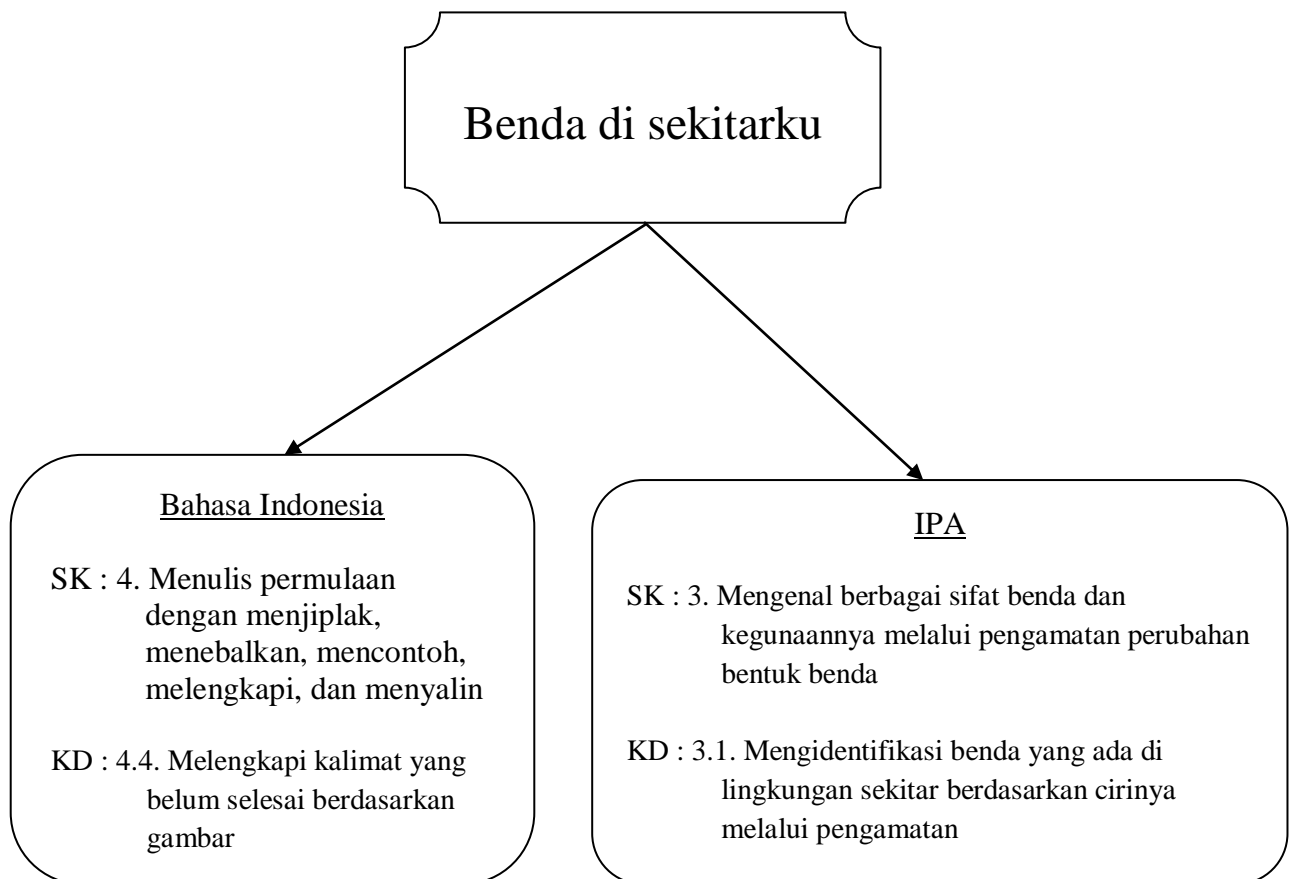 Benda di sekitarku
Bahasa Indonesia
SK : 4. Menulis permulaan
dengan menjiplak,
menebalkan, mencontoh,
melengkapi, dan menyalin
KD : 4.4. Melengkapi kalimat yang
belum selesai berdasarkan
gambar
IPA
SK : 3. Mengenal berbagai sifat benda dan
kegunaannya melalui pengamatan perubahan
bentuk benda
KD : 3.1. Mengidentifikasi benda yang ada di
lingkungan sekitar berdasarkan cirinya
melalui pengamatan